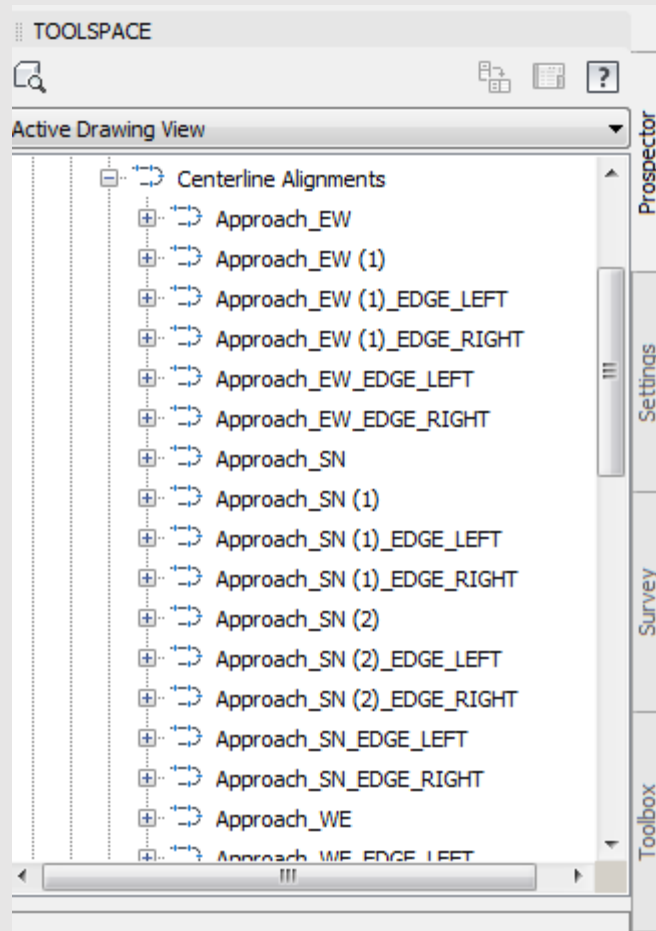 TOOLSPACE
?
Active Drawing View
Centerline Alignments
Approach_EW
Approach_EW (1)
Approach_EW (1)_EDGE_LEFT
Approach_EW (1)_EDGE_RIGHT
Approach_EW_EDGE_LEFT
Approach_EW_EDGE_RIGHT
Approach_SN
Approach_SN (1)
Approach_SN (1)_EDGE_LEFT
Approach_SN (1)_EDGE_RIGHT
Approach_SN (2)
Approach_SN (2)_EDGE_LEFT
Approach_SN (2)_EDGE_RIGHT
Approach_SN_EDGE_LEFT
Approach_SN_EDGE_RIGHT
Approach_WE
Approach_WE_EDGE_LEFT
Prospector
Settings
Survey
Toolbox